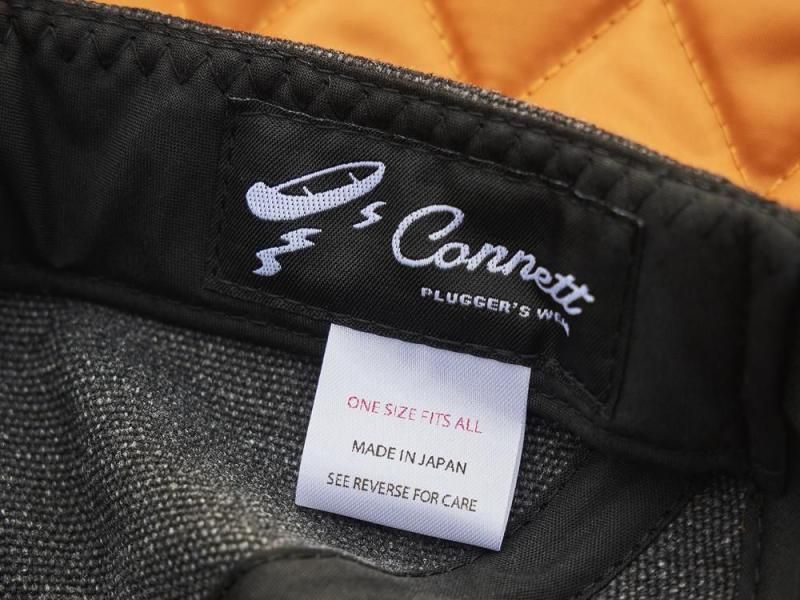 Connett
PLUGGER'S
ONE SIZE FITS ALL
MADE IN JAPAN
SEE REVERSE FOR CARE